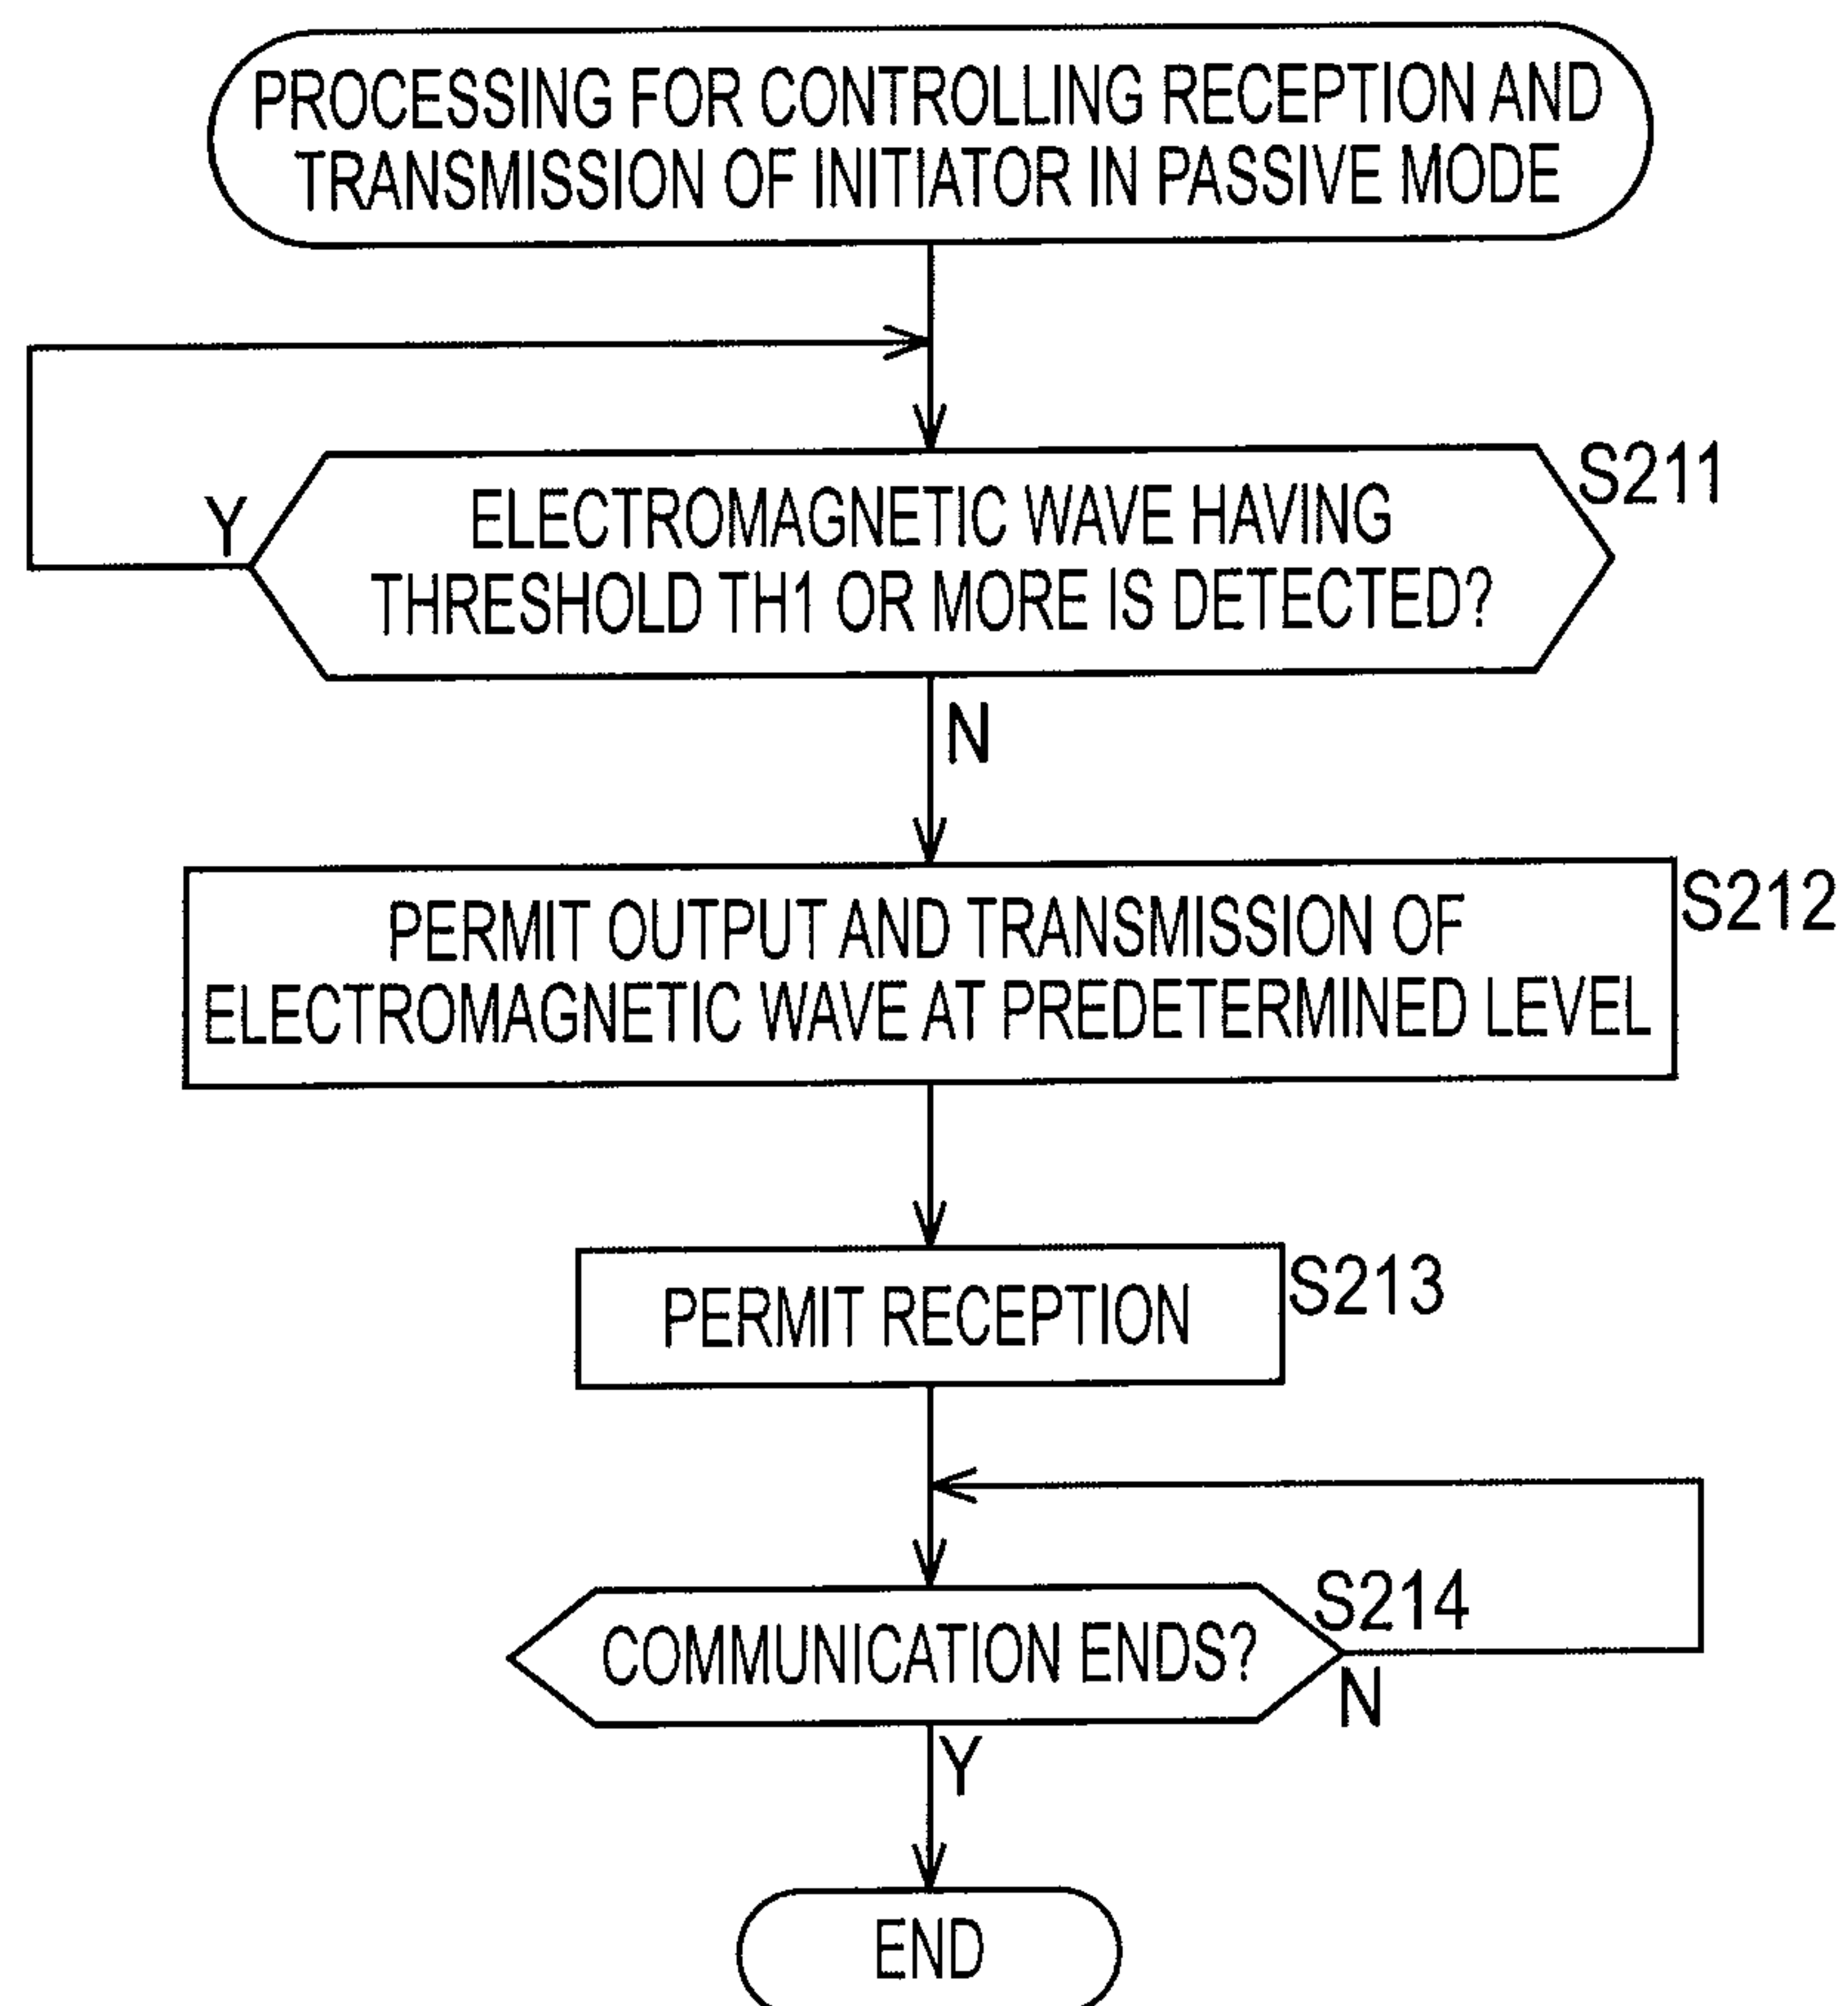 PROCESSING FOR CONTROLLING RECEPTION AND
TRANSMISSION OF INITIATOR IN PASSIVE MODE
S211
Y
ELECTROMAGNETIC WAVE HAVING
THRESHOLD TH1 OR MORE IS DETECTED?
N
S212
PERMIT OUTPUT AND TRANSMISSION OF
ELECTROMAGNETIC WAVE AT PREDETERMINED LEVEL
S213
PERMIT RECEPTION
S214
COMMUNICATION ENDS?
N
Y
END